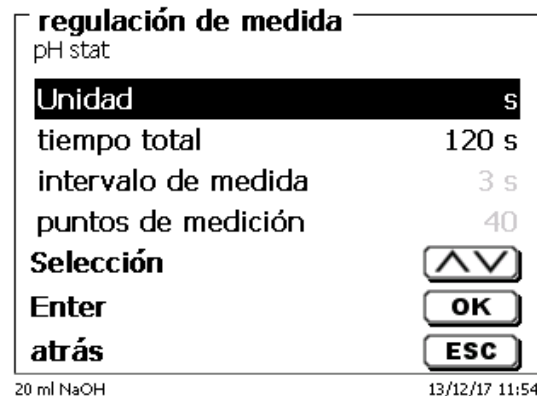 regulación de medida
pH stat
Unidad s
tiempo total 120 s
intervalo de medida 3 s
puntos de medición 40
Selección
Enter OK
atrás ESC
20 ml NaOH 13/12/17 11:54